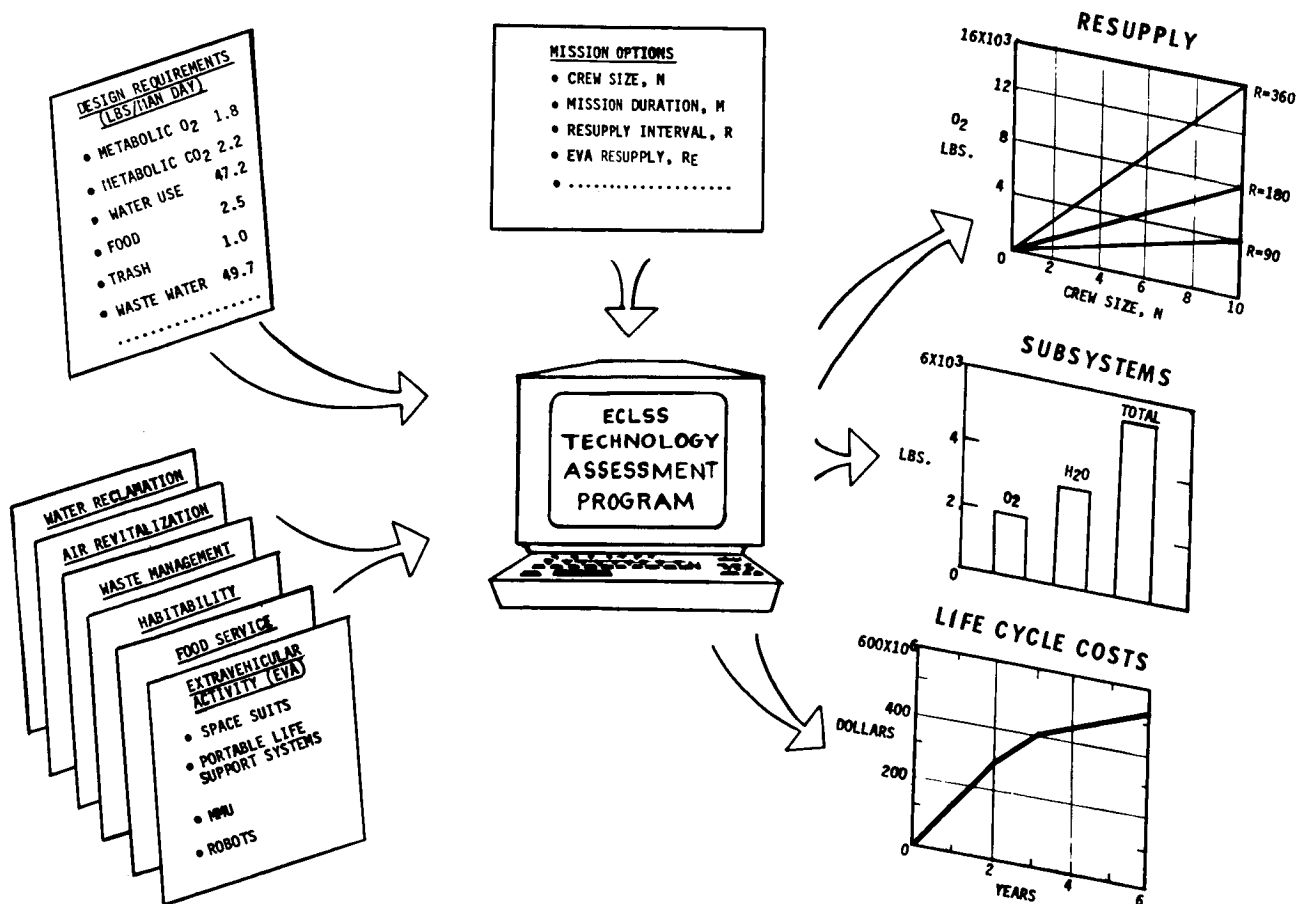 DESIGN REQUIREMENTS
(LBS/MAN DAY)
• METABOLIC O2 1.8
• METABOLIC CO2 2.2
• WATER USE 47.2
• FOOD 2.5
• TRASH 1.0
• WASTE WATER 49.7
...............
MISSION OPTIONS
• CREW SIZE, N
• MISSION DURATION, M
• RESUPPLY INTERVAL, R
• EVA RESUPPLY, RE
• ...................
WATER RECLAMATION
AIR REVITALIZATION
WASTE MANAGEMENT
HABITABILITY
FOOD SERVICE
EXTRAVEHICULAR
ACTIVITY (EVA)
• SPACE SUITS
• PORTABLE LIFE
SUPPORT SYSTEMS
• MMU
• ROBOTS
ECLSS
TECHNOLOGY
ASSESSMENT
PROGRAM
RESUPPLY
16X103
12
8
4
0
O2
LBS.
R=360
R=180
R=90
2 4 6 8 10
CREW SIZE, N
SUBSYSTEMS
6X103
4
2
0
LBS.
O2
H2O
TOTAL
LIFE CYCLE COSTS
600X106
400
200
0
DOLLARS
2 4 6
YEARS